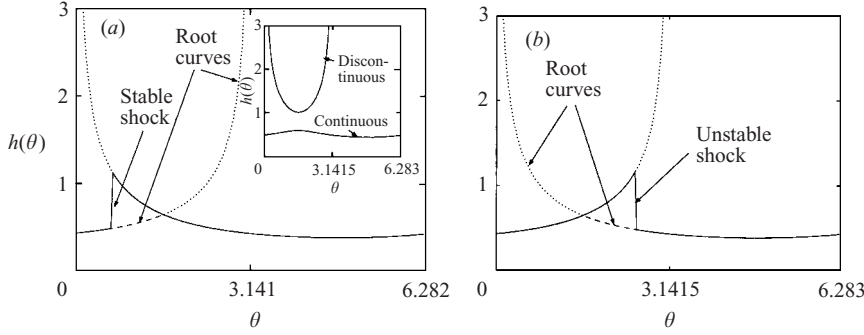 3
(a)
Root
curves
Stable
shock
2
h(θ)
1
0
3.141
6.282
θ
3
2
1
0
h(θ)
Discon-
tinuous
Continuous
3.1415
6.283
θ
3
(b)
Root
curves
Unstable
shock
2
1
0
3.1415
6.283
θ